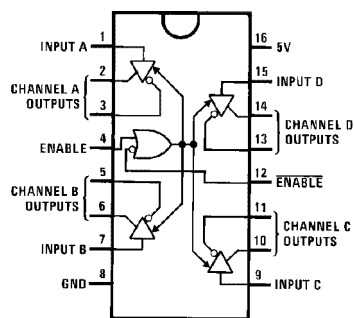 INPUT A 1
2
CHANNEL A
OUTPUTS
3
ENABLE 4
5
CHANNEL B
OUTPUTS
6
INPUT B 7
GND 8
16 5V
15 INPUT D
14
CHANNEL D
OUTPUTS
13
12 ENABLE
11
CHANNEL C
OUTPUTS
10
9 INPUT C